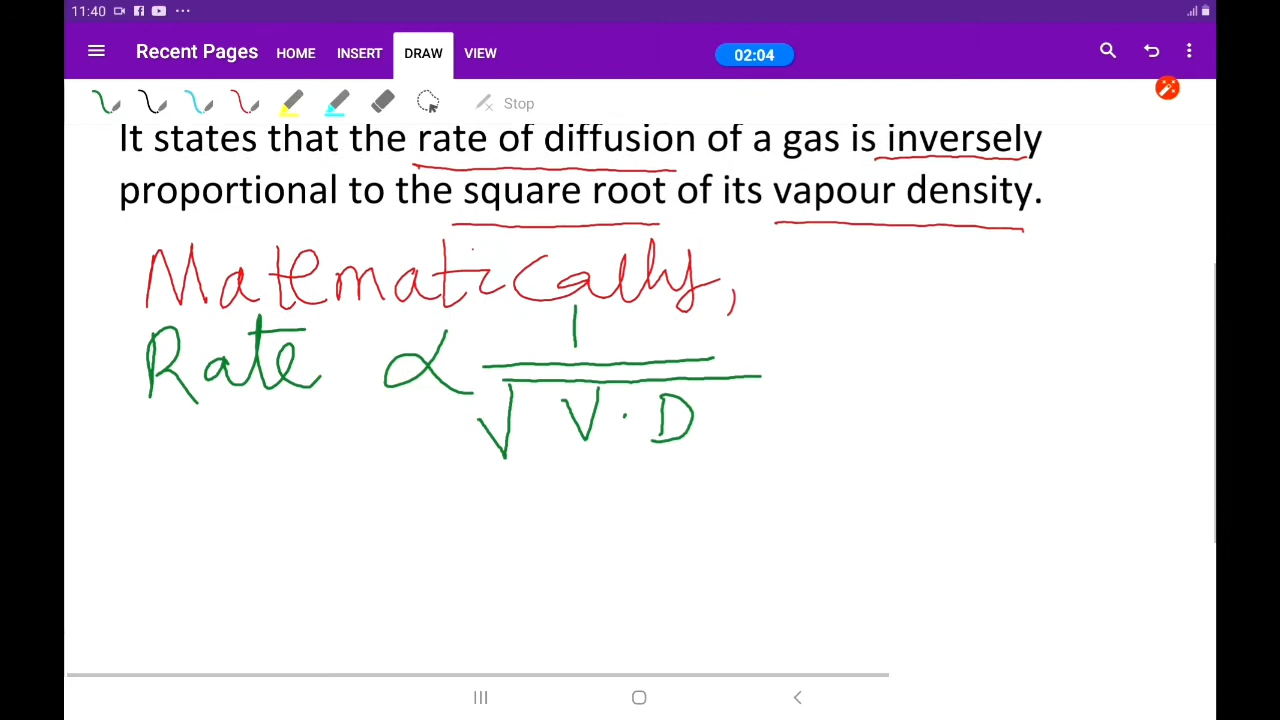 11:40
Recent Pages HOME INSERT DRAW VIEW 02:04
Stop
It states that the rate of diffusion of a gas is inversely
proportional to the square root of its vapour density.
Matematically,
Rate ∝ 1
√ V·D